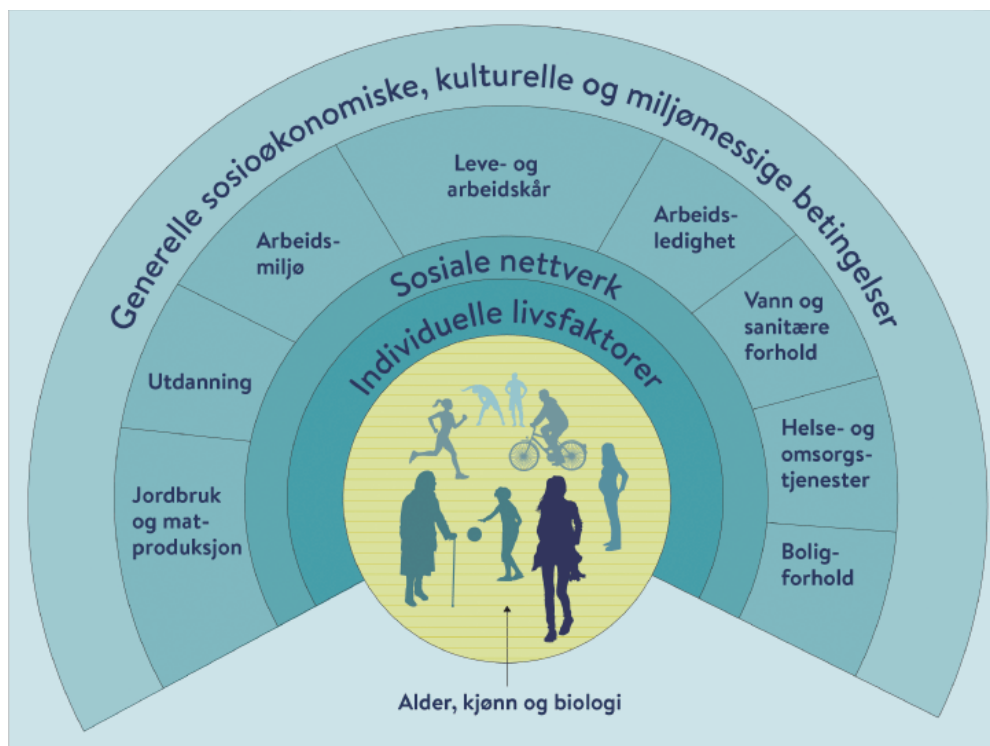 Generelle sosioøkonomiske, kulturelle og miljømessige betingelser
Leve- og
arbeidskår
Arbeids-
miljø
Arbeids-
ledighet
Sosiale nettverk
Individuelle livsfaktorer
Utdanning
Vann og
sanitære
forhold
Jordbruk
og mat-
produksjon
Helse- og
omsorgs-
tjenester
Bolig-
forhold
Alder, kjønn og biologi